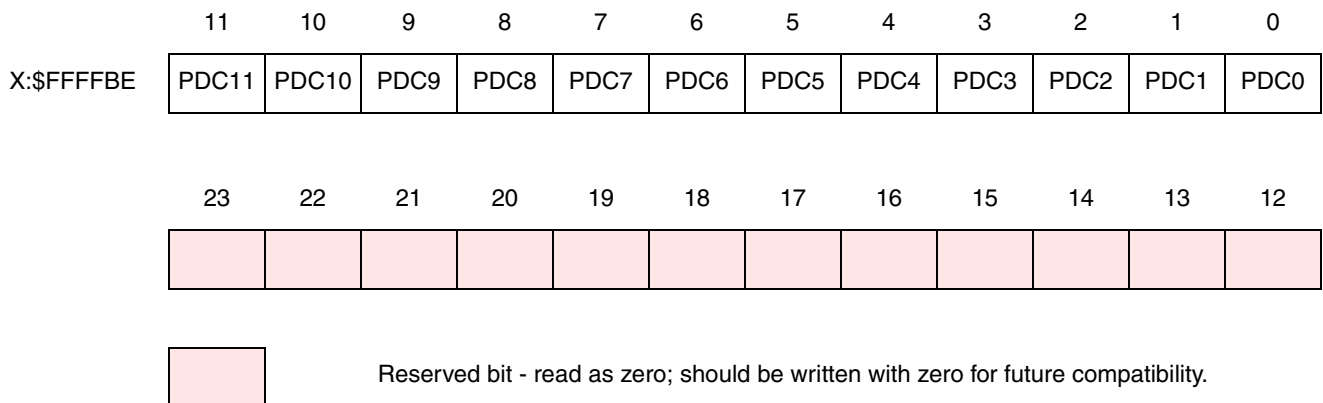 11 10 9 8 7 6 5 4 3 2 1 0
X:$FFFFBE PDC11 PDC10 PDC9 PDC8 PDC7 PDC6 PDC5 PDC4 PDC3 PDC2 PDC1 PDC0
23 22 21 20 19 18 17 16 15 14 13 12
Reserved bit - read as zero; should be written with zero for future compatibility.